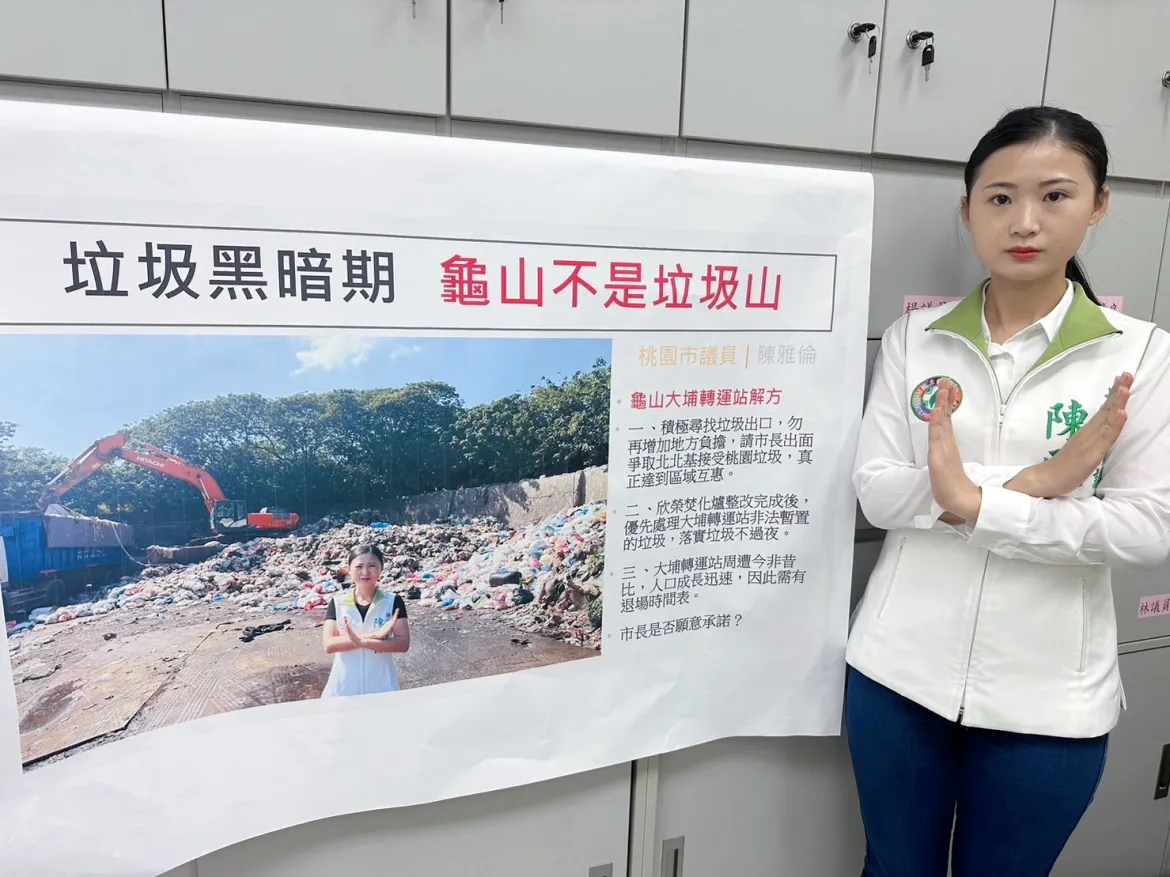 垃圾黑暗期 龜山不是垃圾山
桃園市議員 | 陳雅倫
龜山大埔轉運站解方
一、積極尋找垃圾出口，勿
再增加地方負擔，請市長出面
爭取北北基接受桃園垃圾，真
正達到區域互惠。
二、欣榮焚化爐整改完成後，
優先處理大埔轉運站非法暫置
的垃圾，落實垃圾不過夜。
三、大埔轉運站周遭今非昔
比，人口成長迅速，因此需有
退場時間表。
市長是否願意承諾？
HITACHI
陳
陳
林議員